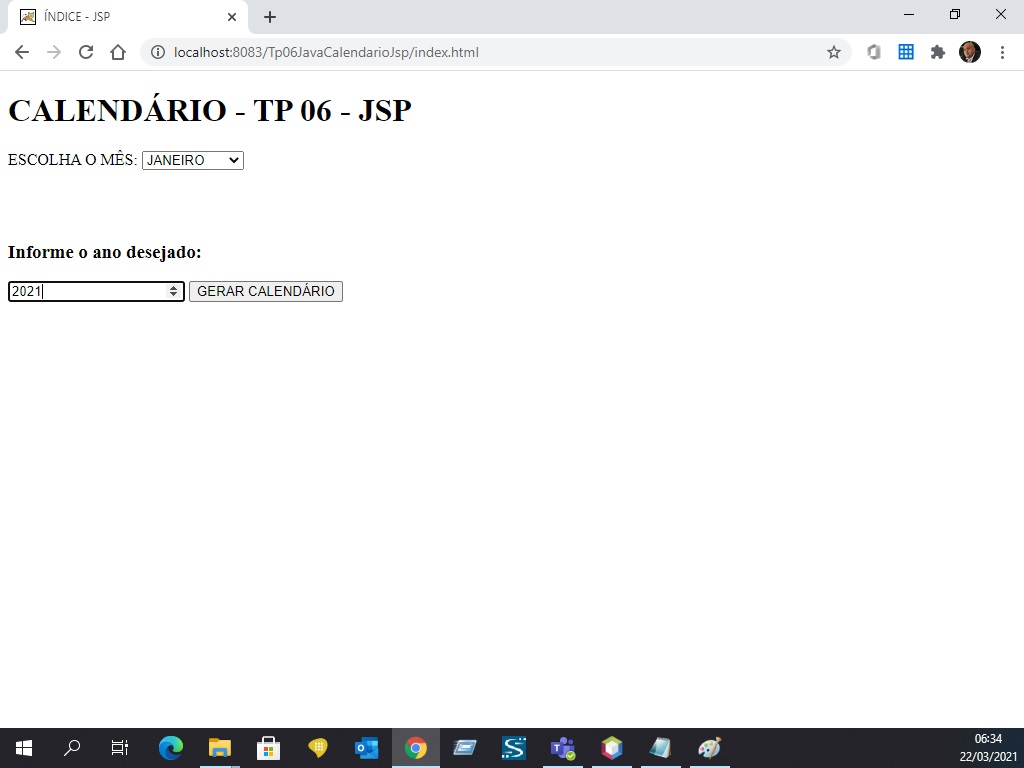 ÍNDICE - JSP
localhost:8083/Tp06JavaCalendarioJsp/index.html
CALENDÁRIO - TP 06 - JSP
ESCOLHA O MÊS: JANEIRO
Informe o ano desejado:
2021 GERAR CALENDÁRIO
06:34
22/03/2021